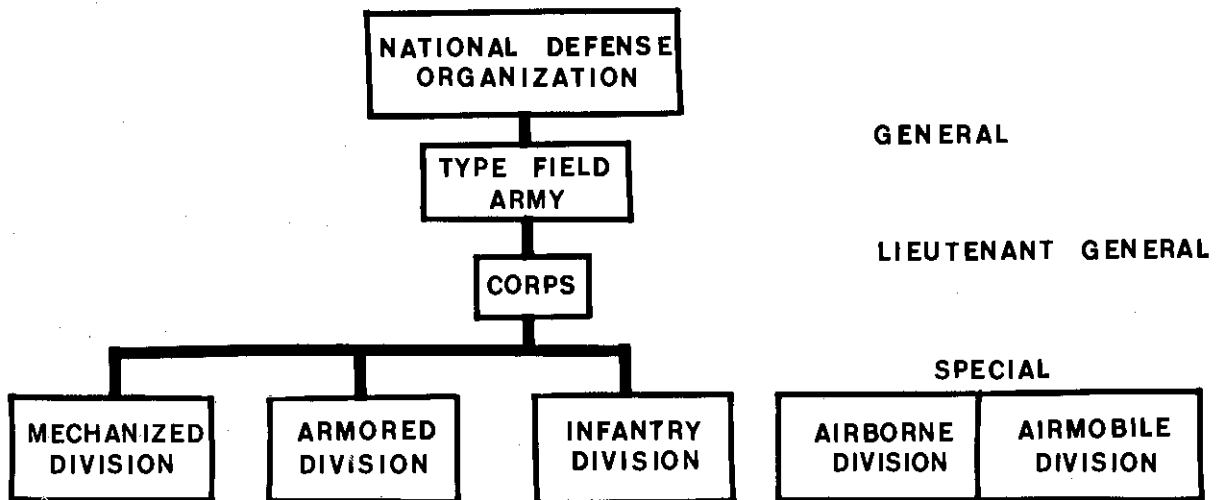 NATIONAL DEFENSE
ORGANIZATION
GENERAL
TYPE FIELD
ARMY
LIEUTENANT GENERAL
CORPS
SPECIAL
MECHANIZED
DIVISION
ARMORED
DIVISION
INFANTRY
DIVISION
AIRBORNE
DIVISION
AIRMOBILE
DIVISION